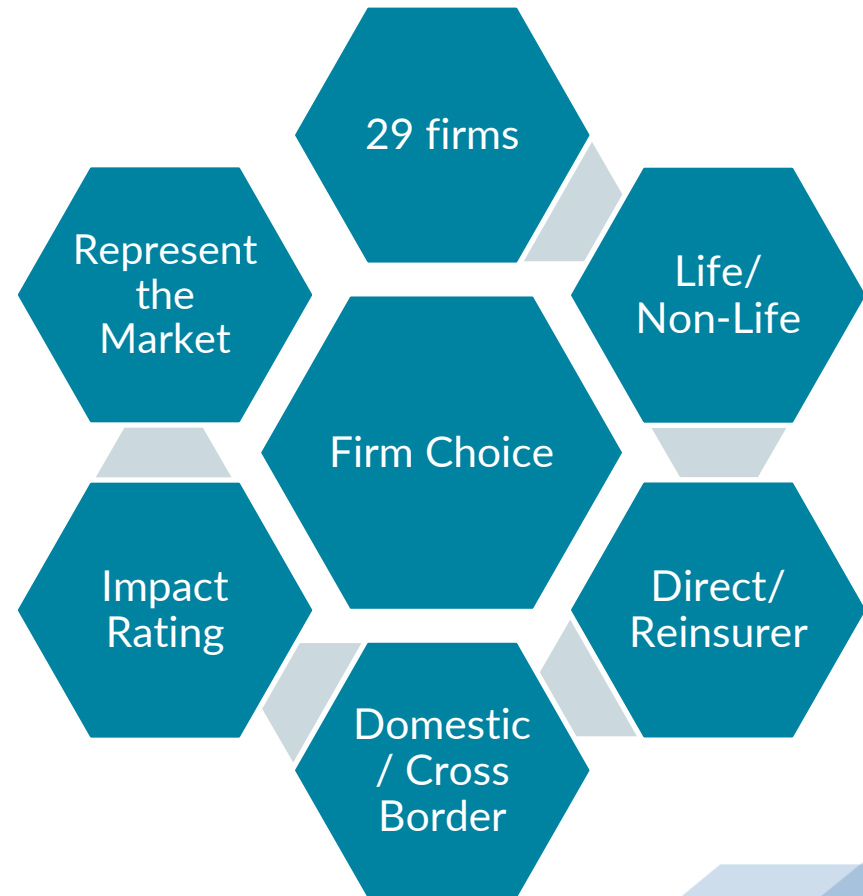 29 firms
Life/
Non-Life
Direct/
Reinsurer
Domestic
/ Cross
Border
Impact
Rating
Represent
the
Market
Firm Choice